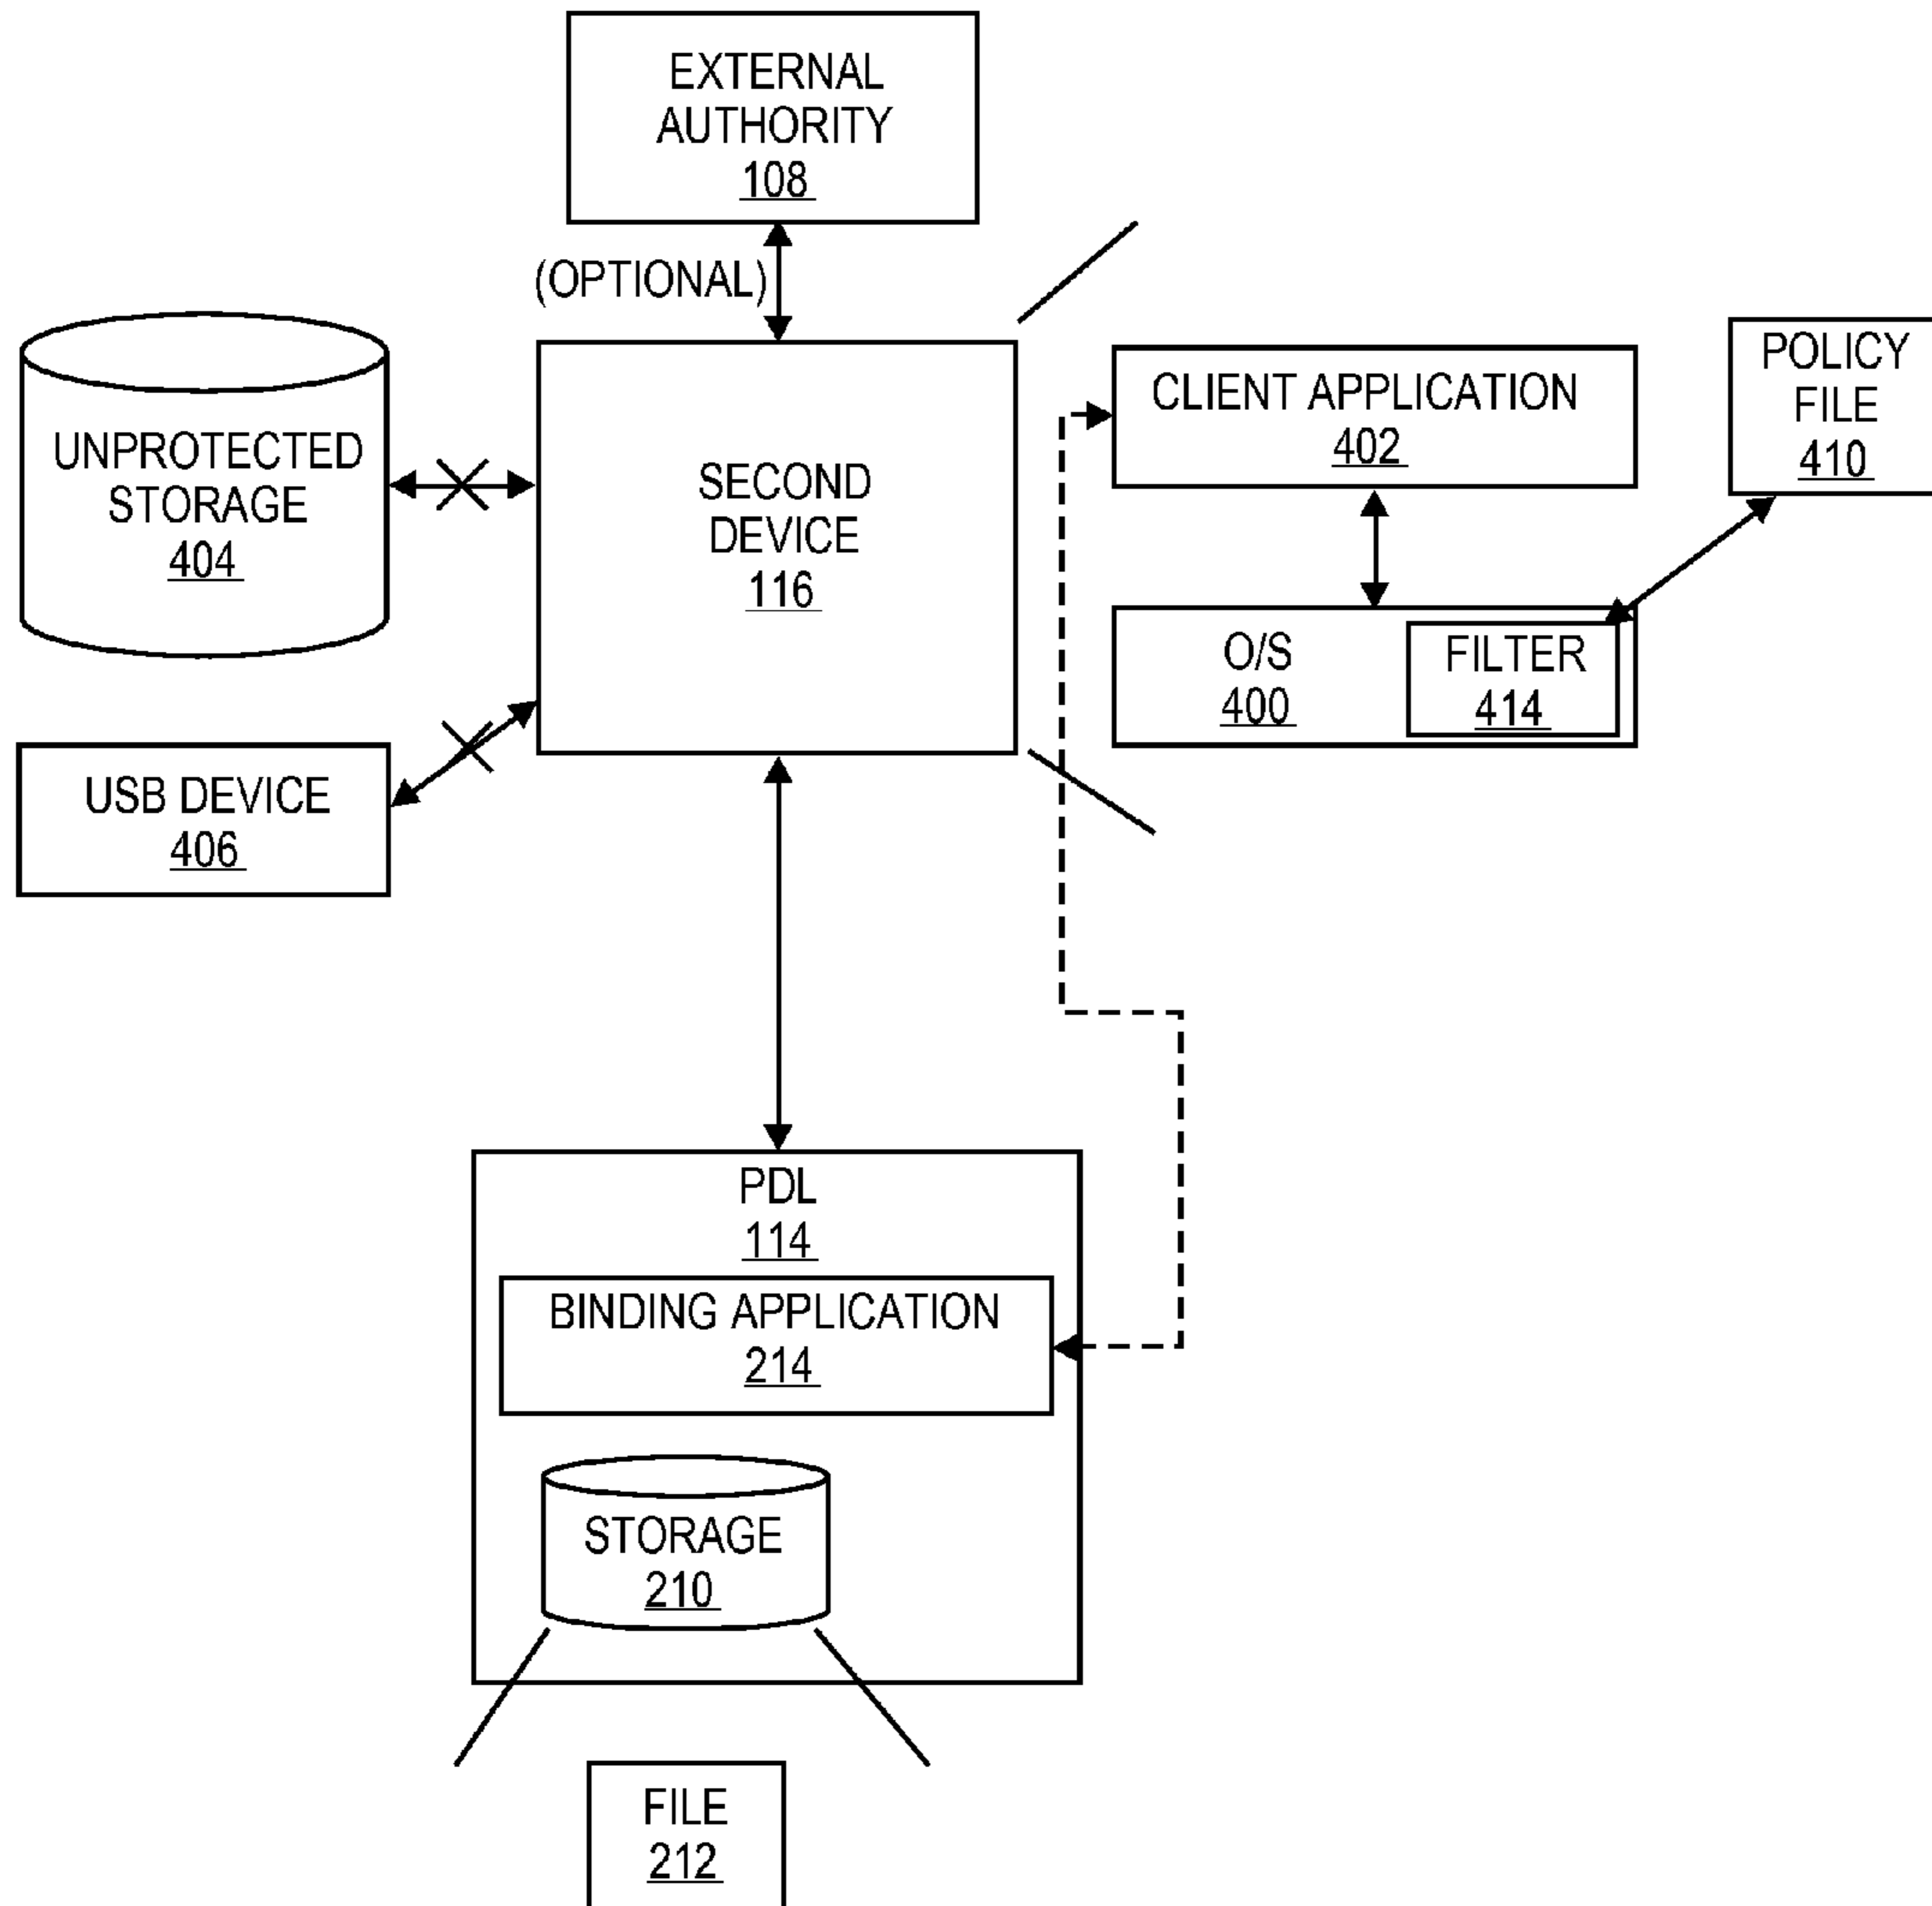 EXTERNAL
AUTHORITY
108
(OPTIONAL)
UNPROTECTED
STORAGE
404
SECOND
DEVICE
116
CLIENT APPLICATION
402
POLICY
FILE
410
O/S
400
FILTER
414
USB DEVICE
406
PDL
114
BINDING APPLICATION
214
STORAGE
210
FILE
212